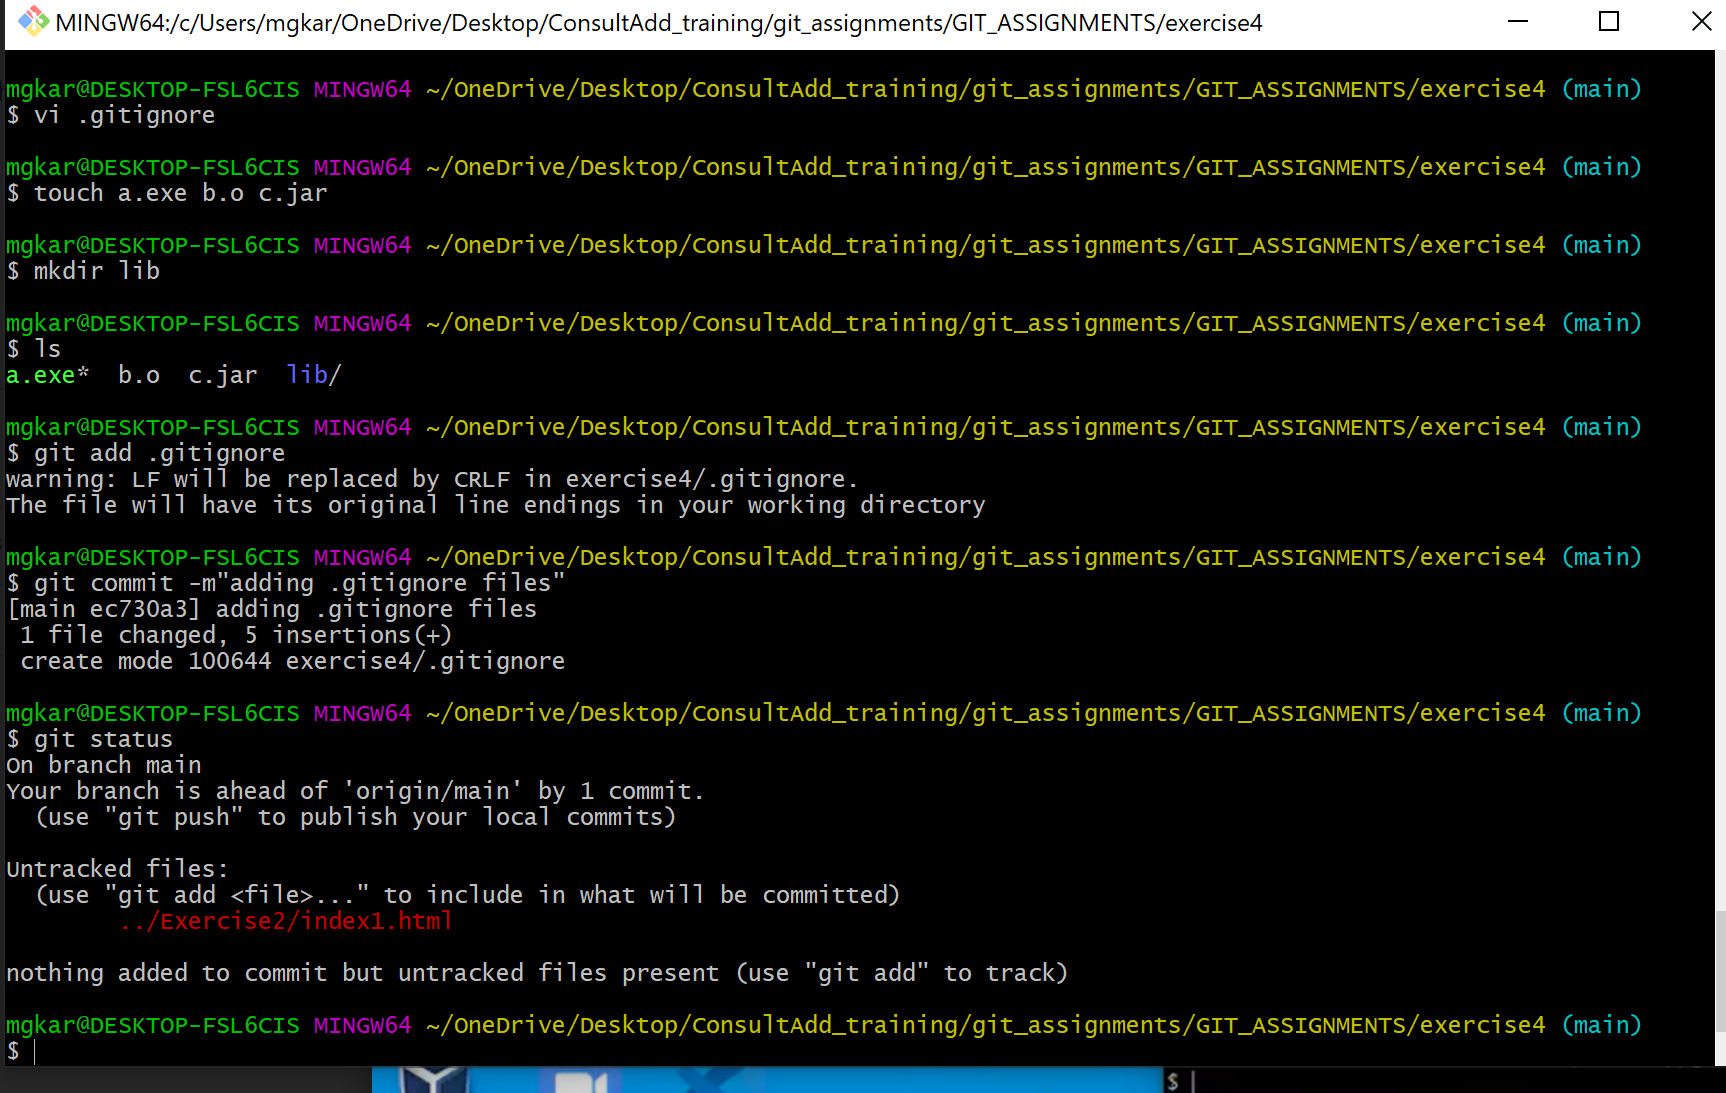 MINGW64:/c/Users/mgkar/OneDrive/Desktop/ConsultAdd_training/git_assignments/GIT_ASSIGNMENTS/exercise4
mgkar@DESKTOP-FSL6CIS MINGW64 ~/OneDrive/Desktop/ConsultAdd_training/git_assignments/GIT_ASSIGNMENTS/exercise4 (main)
$ vi .gitignore
mgkar@DESKTOP-FSL6CIS MINGW64 ~/OneDrive/Desktop/ConsultAdd_training/git_assignments/GIT_ASSIGNMENTS/exercise4 (main)
$ touch a.exe b.o c.jar
mgkar@DESKTOP-FSL6CIS MINGW64 ~/OneDrive/Desktop/ConsultAdd_training/git_assignments/GIT_ASSIGNMENTS/exercise4 (main)
$ mkdir lib
mgkar@DESKTOP-FSL6CIS MINGW64 ~/OneDrive/Desktop/ConsultAdd_training/git_assignments/GIT_ASSIGNMENTS/exercise4 (main)
$ ls
a.exe*  b.o  c.jar  lib/
mgkar@DESKTOP-FSL6CIS MINGW64 ~/OneDrive/Desktop/ConsultAdd_training/git_assignments/GIT_ASSIGNMENTS/exercise4 (main)
$ git add .gitignore
warning: LF will be replaced by CRLF in exercise4/.gitignore.
The file will have its original line endings in your working directory
mgkar@DESKTOP-FSL6CIS MINGW64 ~/OneDrive/Desktop/ConsultAdd_training/git_assignments/GIT_ASSIGNMENTS/exercise4 (main)
$ git commit -m"adding .gitignore files"
[main ec730a3] adding .gitignore files
 1 file changed, 5 insertions(+)
 create mode 100644 exercise4/.gitignore
mgkar@DESKTOP-FSL6CIS MINGW64 ~/OneDrive/Desktop/ConsultAdd_training/git_assignments/GIT_ASSIGNMENTS/exercise4 (main)
$ git status
On branch main
Your branch is ahead of 'origin/main' by 1 commit.
  (use "git push" to publish your local commits)
Untracked files:
  (use "git add <file>..." to include in what will be committed)
        ../Exercise2/index1.html
nothing added to commit but untracked files present (use "git add" to track)
mgkar@DESKTOP-FSL6CIS MINGW64 ~/OneDrive/Desktop/ConsultAdd_training/git_assignments/GIT_ASSIGNMENTS/exercise4 (main)
$
$